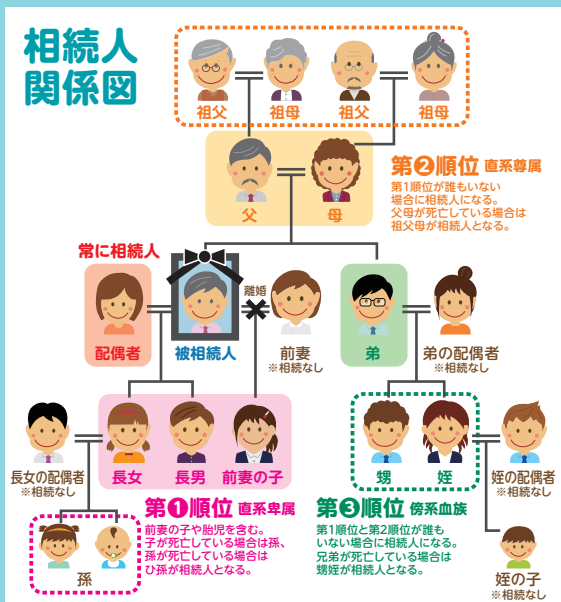 相続人
関係図
祖父
祖母
祖父
祖母
父
母
第❷順位 直系尊属
第1順位が誰もいない
場合に相続人になる。
父母が死亡している場合は
祖父母が相続人となる。
常に相続人
配偶者
被相続人
離婚
前妻
※相続なし
弟
弟の配偶者
※相続なし
長女の配偶者
※相続なし
長女
長男
前妻の子
甥
姪
姪の配偶者
※相続なし
孫
第❶順位 直系卑属
前妻の子や胎児を含む。
子が死亡している場合は孫、
孫が死亡している場合は
ひ孫が相続人となる。
第❸順位 傍系血族
第1順位と第2順位が誰も
いない場合に相続人になる。
兄弟が死亡している場合は
甥姪が相続人となる。
姪の子
※相続なし